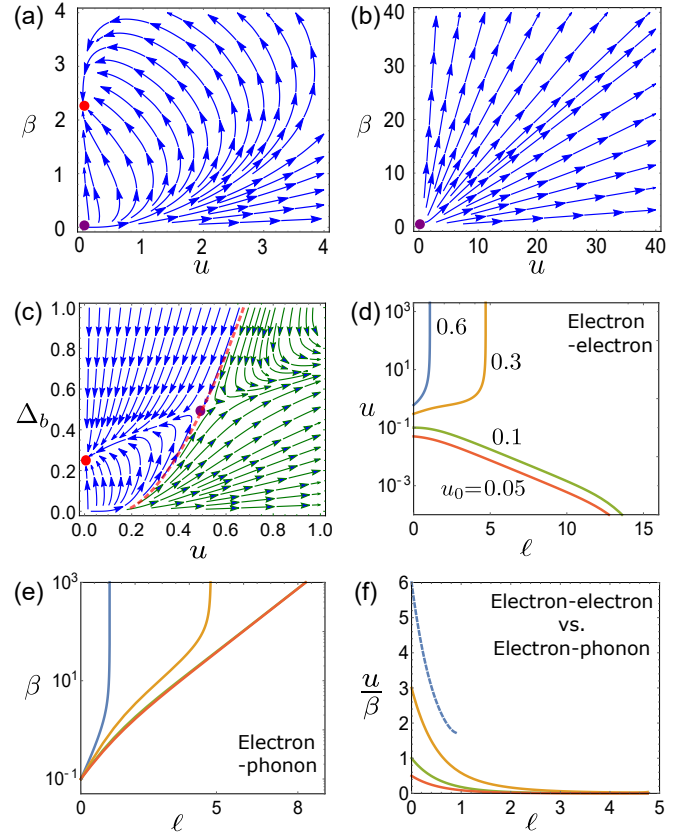 (a)
4
3
β
2
1
0
0
1
2
3
4
u
(b)
40
30
β
20
10
0
0
10
20
30
40
u
(c)
1.0
0.8
0.6
Δb
0.4
0.2
0.0
0.0
0.2
0.4
0.6
0.8
1.0
u
(d)
10³
10¹
u
10⁻¹
10⁻³
0
5
10
15
ℓ
Electron
-electron
0.6
0.3
0.1
u₀=0.05
(e)
10³
β
10¹
10⁻¹
0
4
8
ℓ
Electron
-phonon
(f)
6
5
4
u/β
3
2
1
0
0
1
2
3
4
5
ℓ
Electron-electron
vs.
Electron-phonon